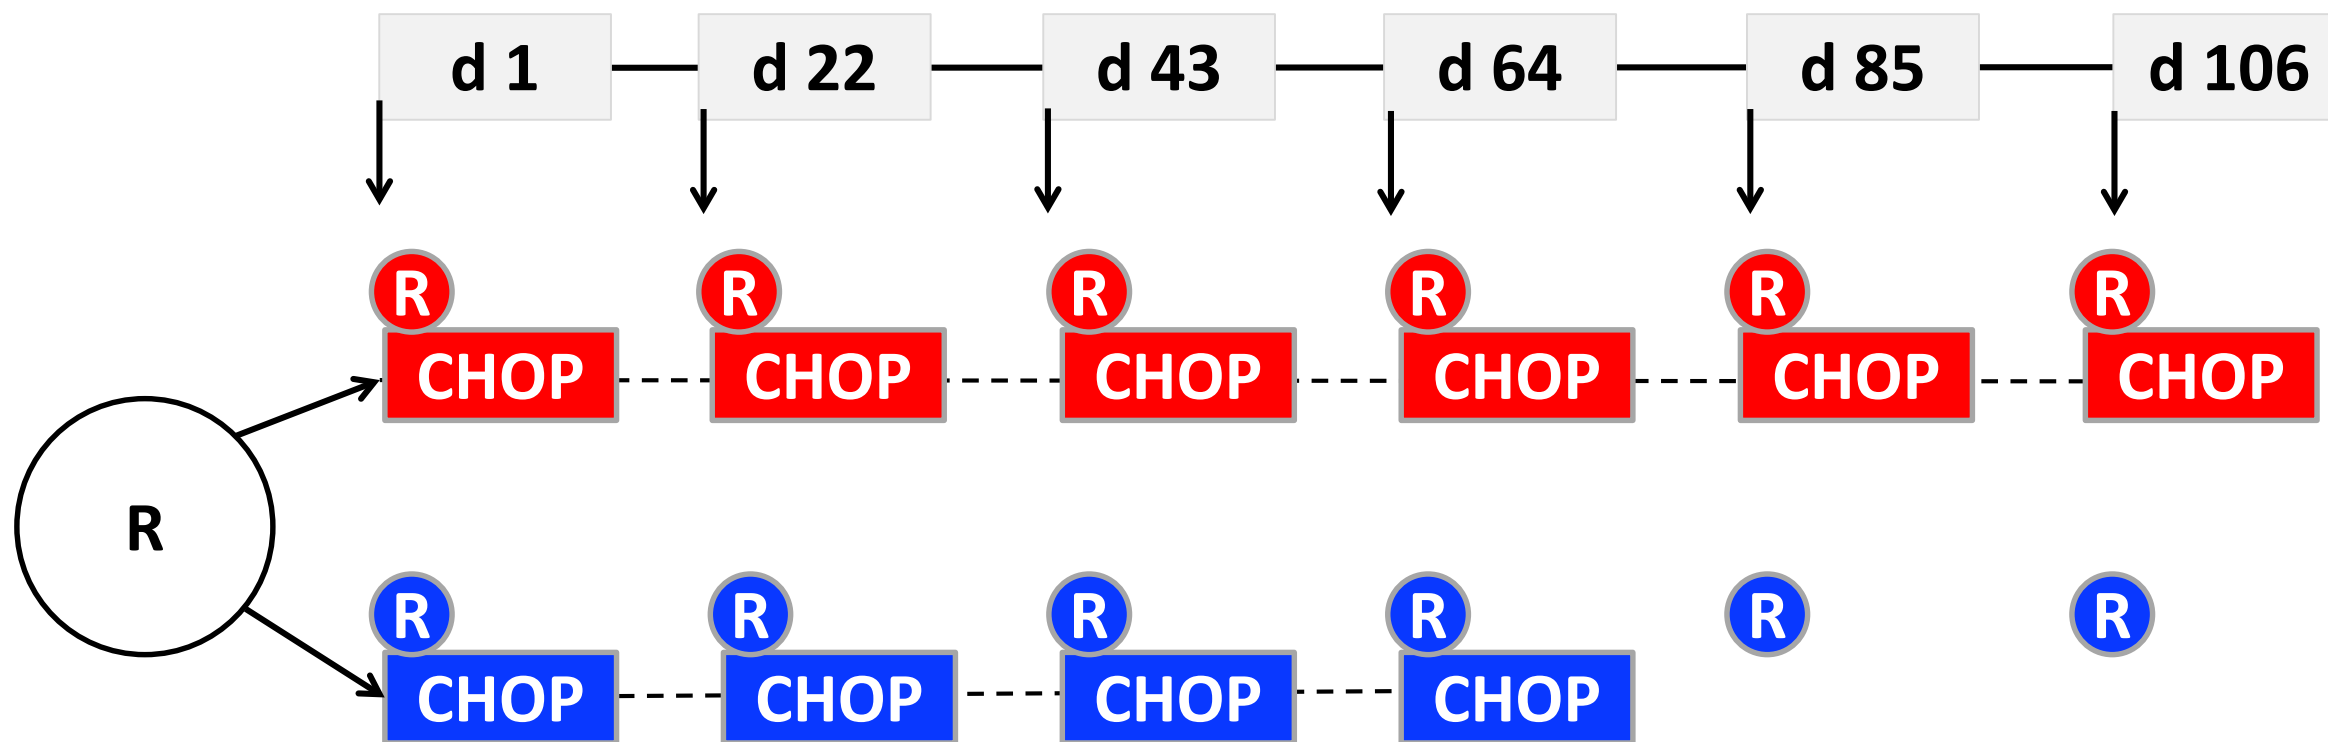 d 1 d 22 d 43 d 64 d 85 d 106
R R R R R R
CHOP CHOP CHOP CHOP CHOP CHOP
R
R R R R R R
CHOP CHOP CHOP CHOP